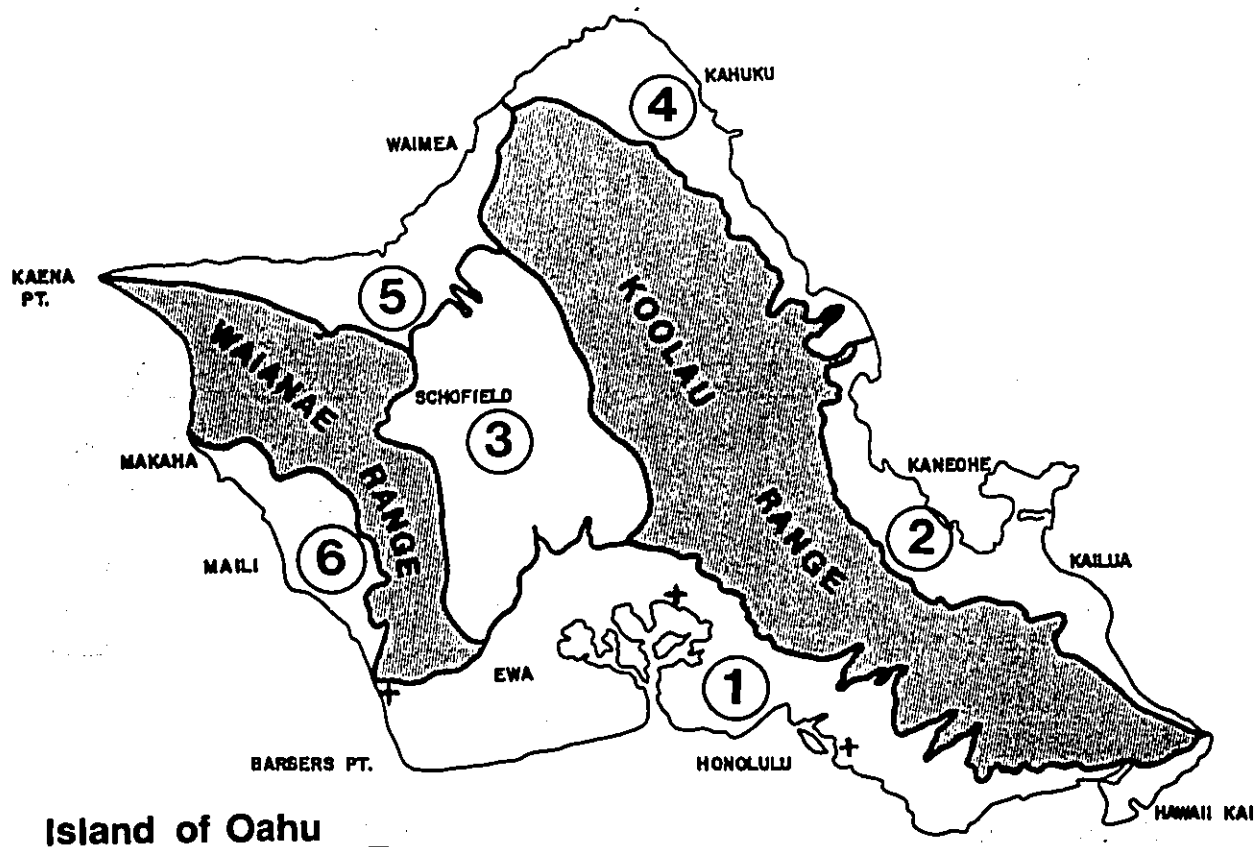 KAHUKU
4
WAIMEA
KAENA
PT.
5
KOOLAU
WAIANAE
SCHOFIELD
3
MAKAHA
RANGE
KANEOHE
RANGE
2
MAILI
6
KAILUA
EWA
1
BARBERS PT.
HONOLULU
HAWAII KAI
Island of Oahu